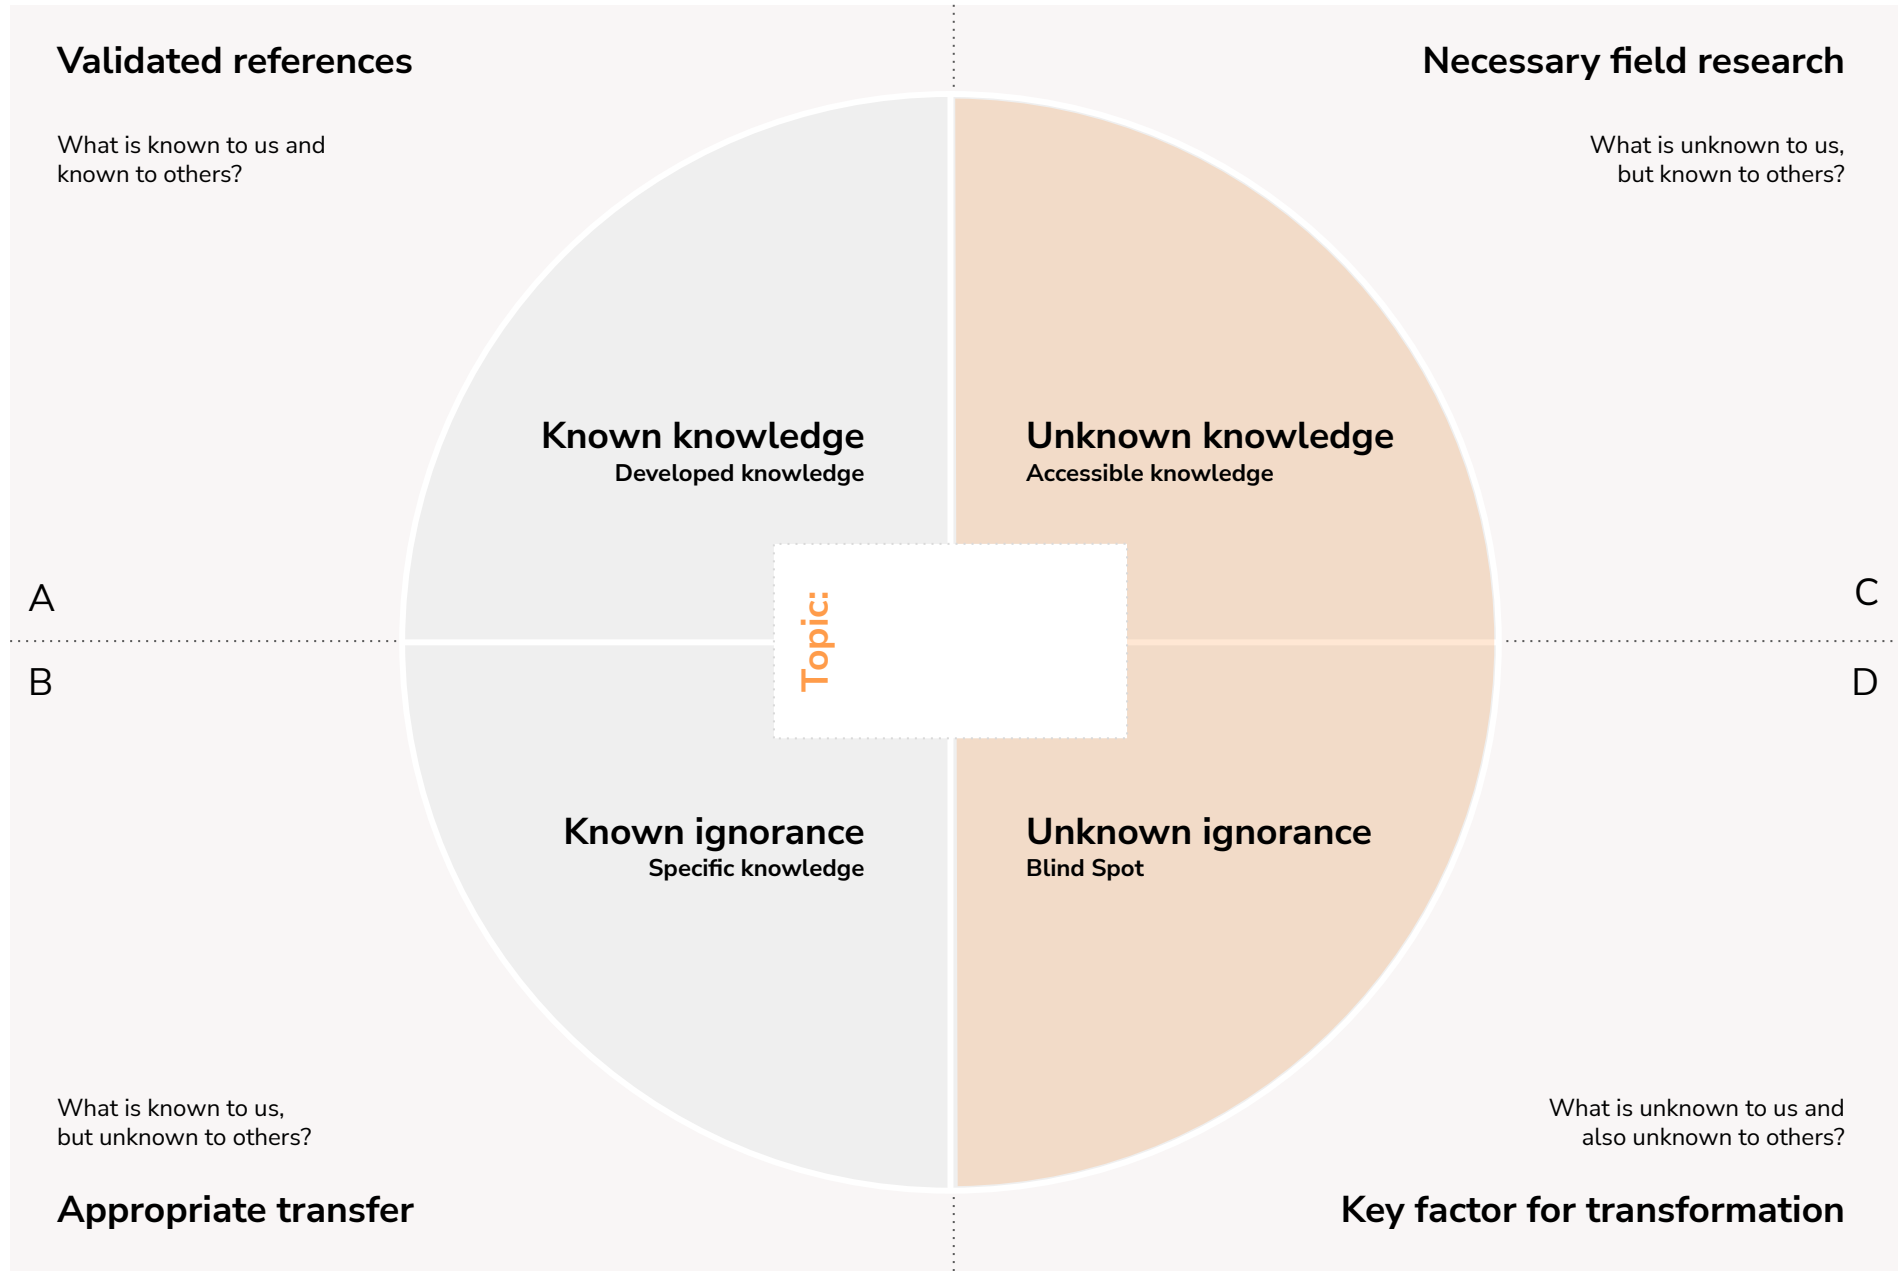 Validated references
What is known to us and
known to others?
Necessary field research
What is unknown to us,
but known to others?
Known knowledge
Developed knowledge
Unknown knowledge
Accessible knowledge
A
C
Topic:
B
D
Known ignorance
Specific knowledge
Unknown ignorance
Blind Spot
What is known to us,
but unknown to others?
Appropriate transfer
What is unknown to us and
also unknown to others?
Key factor for transformation